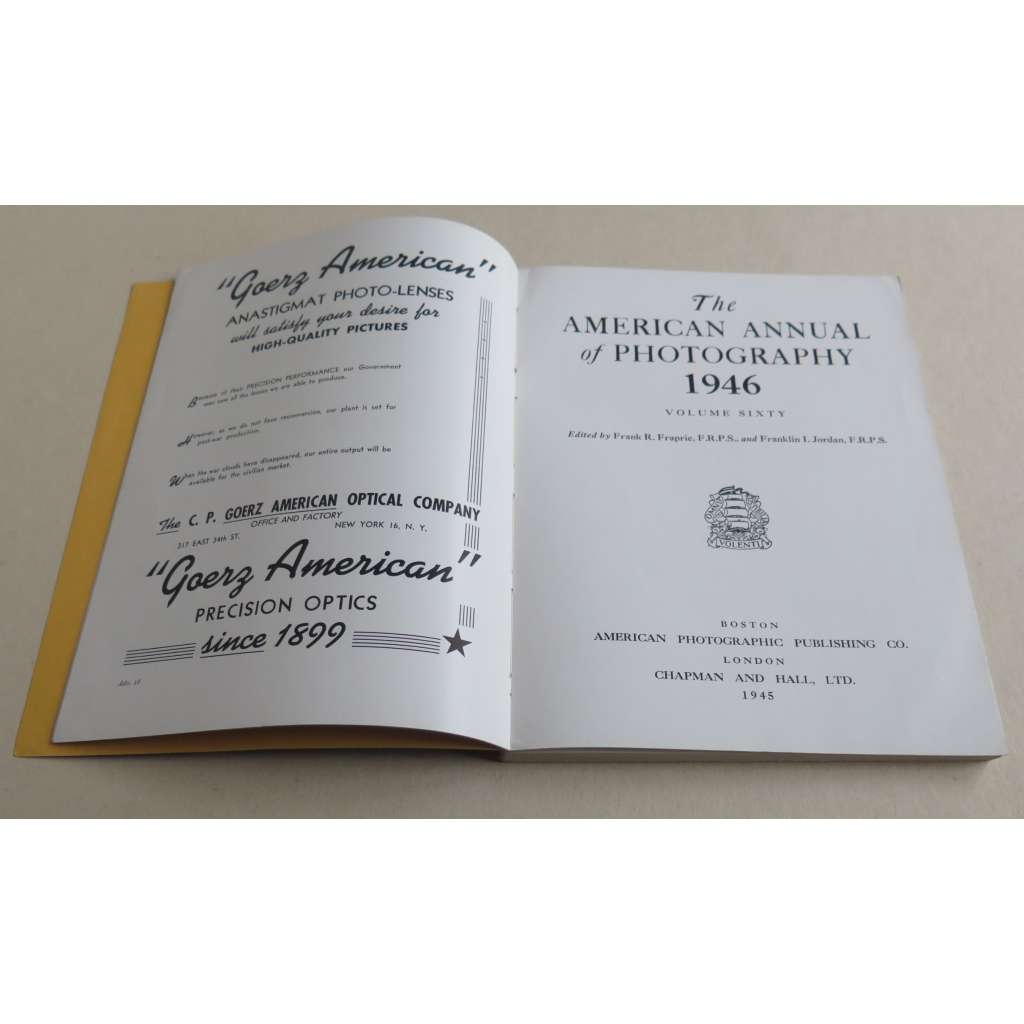 "Goerz American"
ANASTIGMAT PHOTO-LENSES
will satisfy your desire for
HIGH-QUALITY PICTURES
Because of their PRECISION PERFORMANCE our Government
uses all the lenses we are able to produce.
However, as we do not face reconversion, our plant is set for
post-war production.
When the war clouds have disappeared, our entire output will be
available for the civilian market.
The C. P. GOERZ AMERICAN OPTICAL COMPANY
OFFICE AND FACTORY
317 EAST 34th ST. NEW YORK 16, N. Y.
"Goerz American"
PRECISION OPTICS
since 1899
Adv. 18
The
AMERICAN ANNUAL
of PHOTOGRAPHY
1946
VOLUME SIXTY
Edited by Frank R. Fraprie, F.R.P.S., and Franklin I. Jordan, F.R.P.S.
VOLENTI
BOSTON
AMERICAN PHOTOGRAPHIC PUBLISHING CO.
LONDON
CHAPMAN AND HALL, LTD.
1945